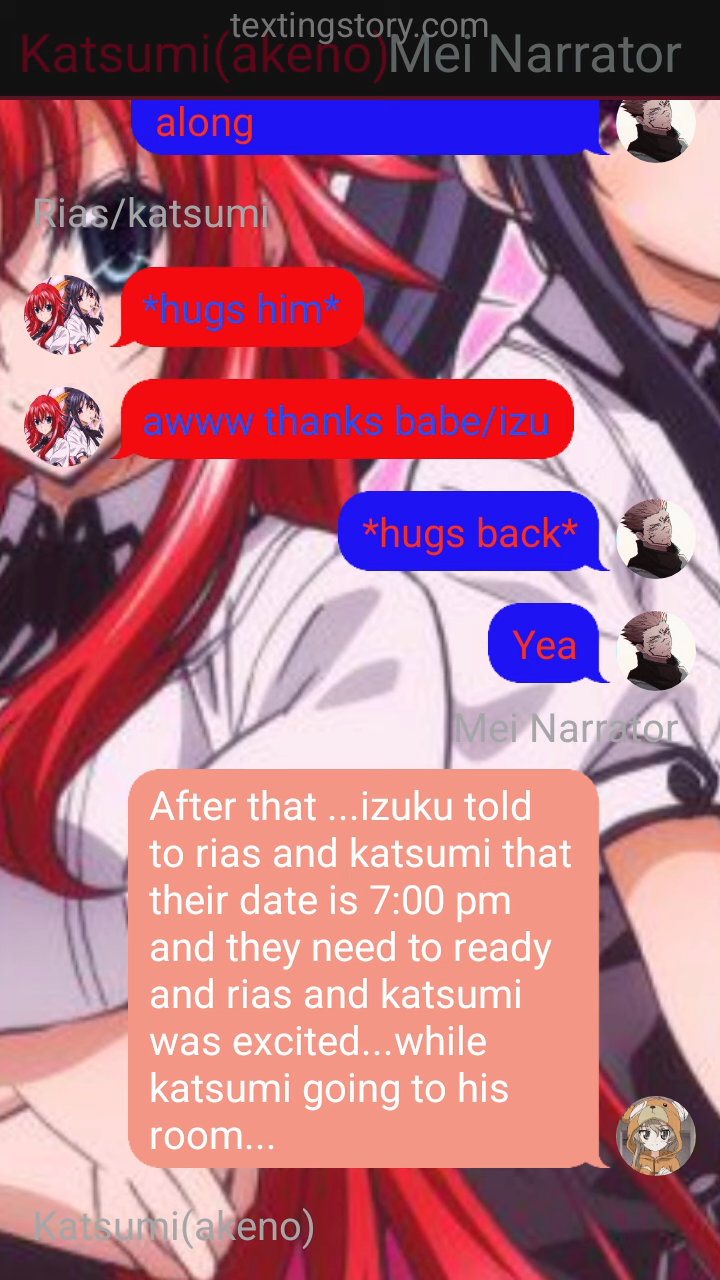 textingstory.com
Katsumi(akeno)Mei Narrator
along
Rias/katsumi
*hugs him*
awww thanks babe/izu
*hugs back*
Yea
Mei Narrator
After that ...izuku told
to rias and katsumi that
their date is 7:00 pm
and they need to ready
and rias and katsumi
was excited...while
katsumi going to his
room...
Katsumi(akeno)